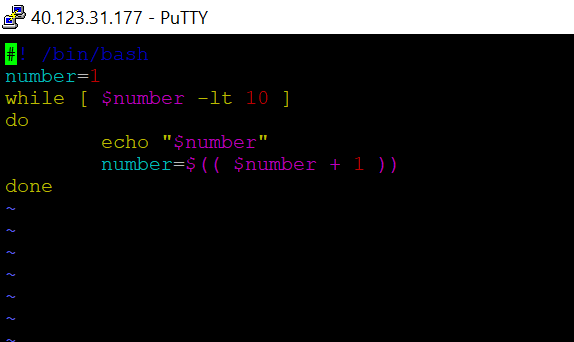 40.123.31.177 - PuTTY
#! /bin/bash
number=1
while [ $number -lt 10 ]
do
        echo "$number"
        number=$(( $number + 1 ))
done
~
~
~
~
~
~
~